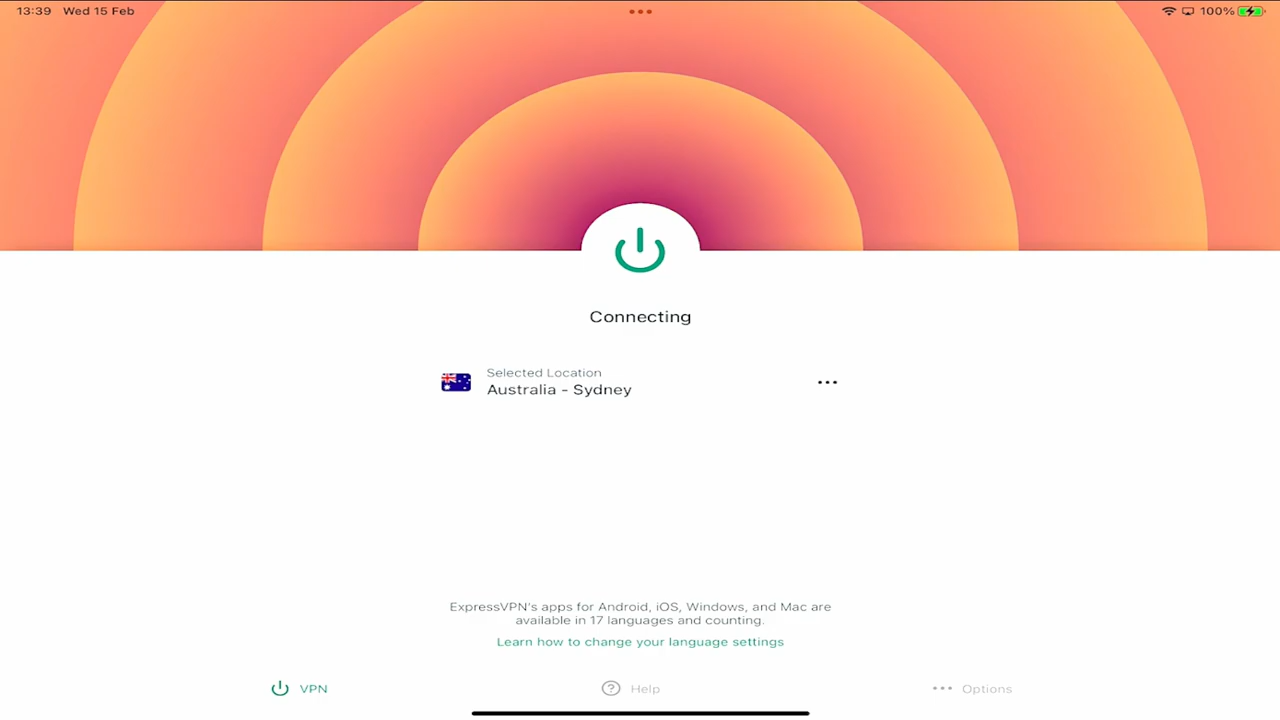 13:39 Wed 15 Feb
100%
Connecting
Selected Location
Australia - Sydney
ExpressVPN's apps for Android, iOS, Windows, and Mac are
available in 17 languages and counting.
Learn how to change your language settings
VPN
Help
Options